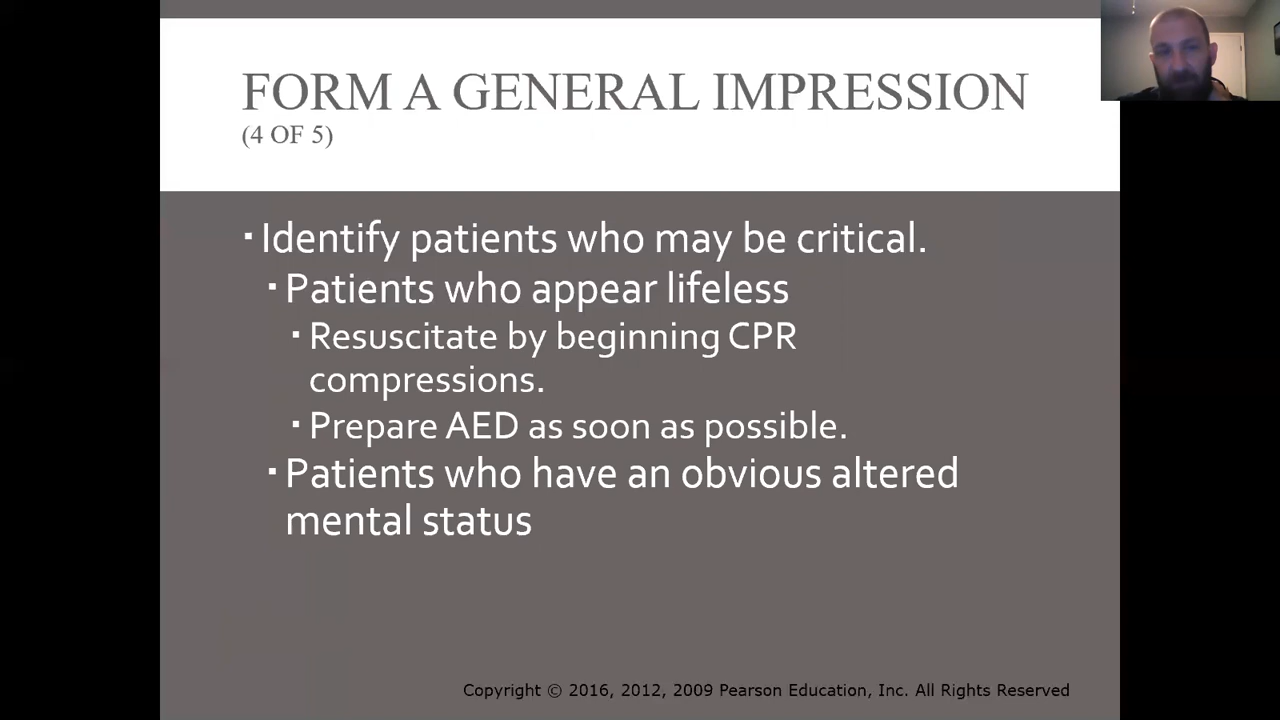 FORM A GENERAL IMPRESSION
(4 OF 5)
▪ Identify patients who may be critical.
▪ Patients who appear lifeless
▪ Resuscitate by beginning CPR
compressions.
▪ Prepare AED as soon as possible.
▪ Patients who have an obvious altered
mental status
Copyright © 2016, 2012, 2009 Pearson Education, Inc. All Rights Reserved